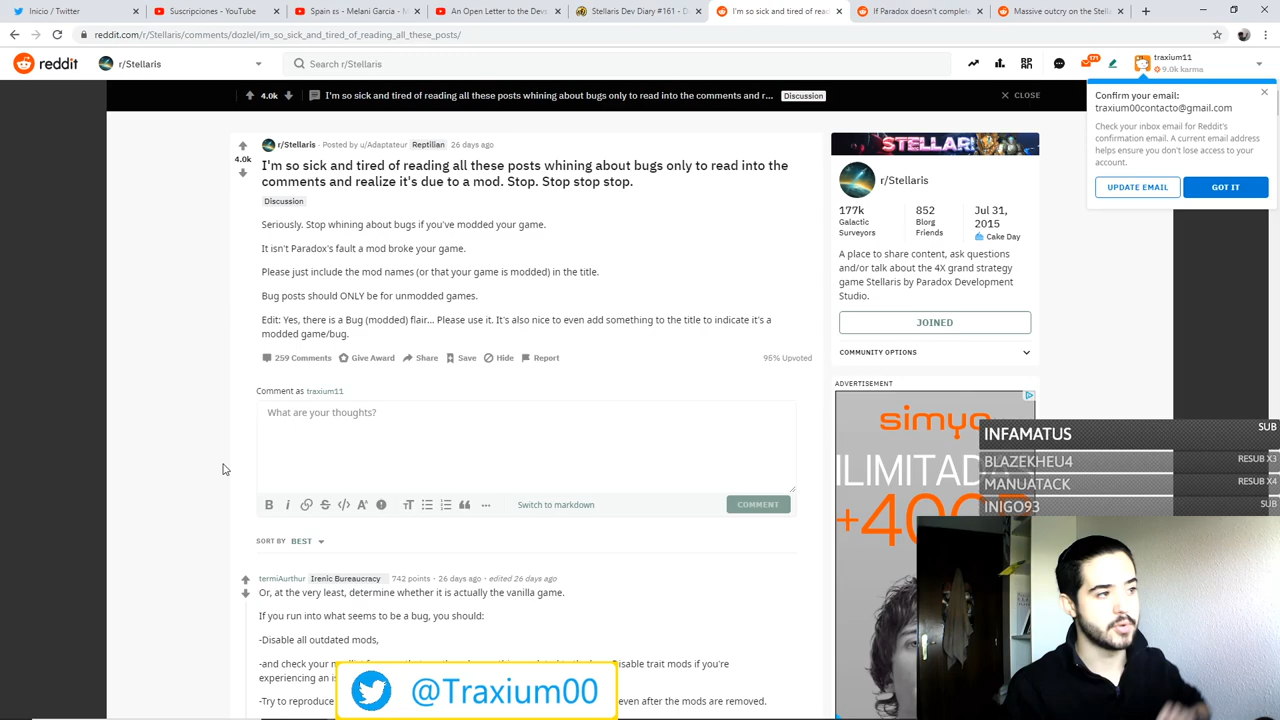 Inicio / Twitter
Suscripciones - YouTube
Spain cs - Melani Garcia - M
An Open Letter to the Devs
Stellaris Dev Diary #161 - D
I'm so sick and tired of read
If Paradox doesn't complete
Massive outcry on the Stella
reddit.com/r/Stellaris/comments/dozlel/im_so_sick_and_tired_of_reading_all_these_posts/
reddit
r/Stellaris
Search r/Stellaris
171
traxium11
9.0k karma
4.0k
I'm so sick and tired of reading all these posts whining about bugs only to read into the comments and r...
Discussion
CLOSE
Confirm your email:
traxium00contacto@gmail.com
Check your inbox email for Reddit's
confirmation email. A current email address
helps ensure you don't lose access to your
account.
UPDATE EMAIL
GOT IT
r/Stellaris · Posted by u/Adaptateur Reptilian 26 days ago
4.0k
I'm so sick and tired of reading all these posts whining about bugs only to read into the
comments and realize it's due to a mod. Stop. Stop stop stop.
Discussion
Seriously. Stop whining about bugs if you've modded your game.
It isn't Paradox's fault a mod broke your game.
Please just include the mod names (or that your game is modded) in the title.
Bug posts should ONLY be for unmodded games.
Edit: Yes, there is a Bug (modded) flair... Please use it. It's also nice to even add something to the title to indicate it's a
modded game/bug.
259 Comments
Give Award
Share
Save
Hide
Report
95% Upvoted
Comment as traxium11
What are your thoughts?
Switch to markdown
COMMENT
SORT BY BEST
termiAurthur Irenic Bureaucracy 742 points · 26 days ago · edited 26 days ago
Or, at the very least, determine whether it is actually the vanilla game.
If you run into what seems to be a bug, you should:
-Disable all outdated mods,
-and check your
isable trait mods if you're
experiencing an
-Try to reproduce
even after the mods are removed.
STELLARI
r/Stellaris
177k
Galactic
Surveyors
852
Blorg
Friends
Jul 31,
2015
Cake Day
A place to share content, ask questions
and/or talk about the 4X grand strategy
game Stellaris by Paradox Development
Studio.
JOINED
COMMUNITY OPTIONS
ADVERTISEMENT
simyo
ILIMITADA
+400
INFAMATUS SUB
BLAZEKHEU4 RESUB X3
MANUATACK RESUB X4
INIGO93 SUB
@Traxium00